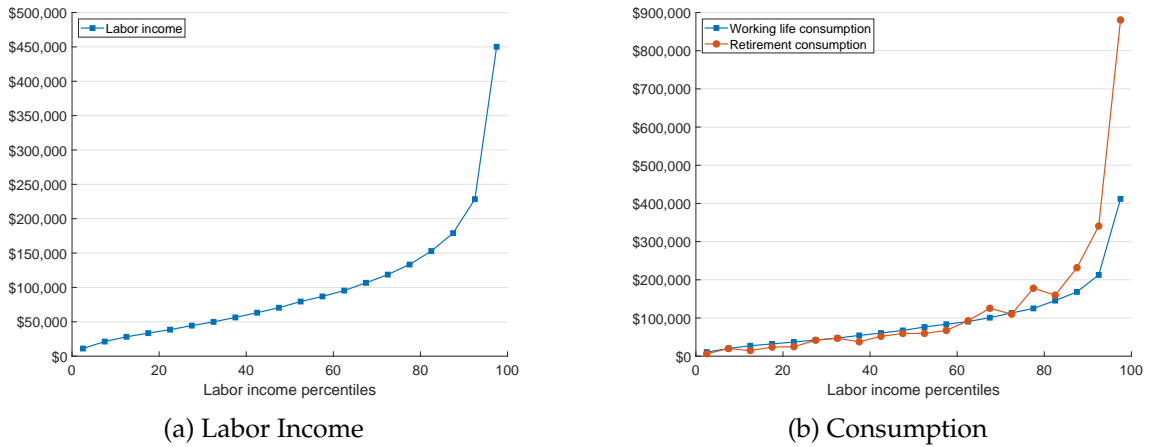 $500,000
$450,000
$400,000
$350,000
$300,000
$250,000
$200,000
$150,000
$100,000
$50,000
$0
Labor income
0 20 40 60 80 100
Labor income percentiles
(a) Labor Income
$900,000
$800,000
$700,000
$600,000
$500,000
$400,000
$300,000
$200,000
$100,000
$0
Working life consumption
Retirement consumption
0 20 40 60 80 100
Labor income percentiles
(b) Consumption